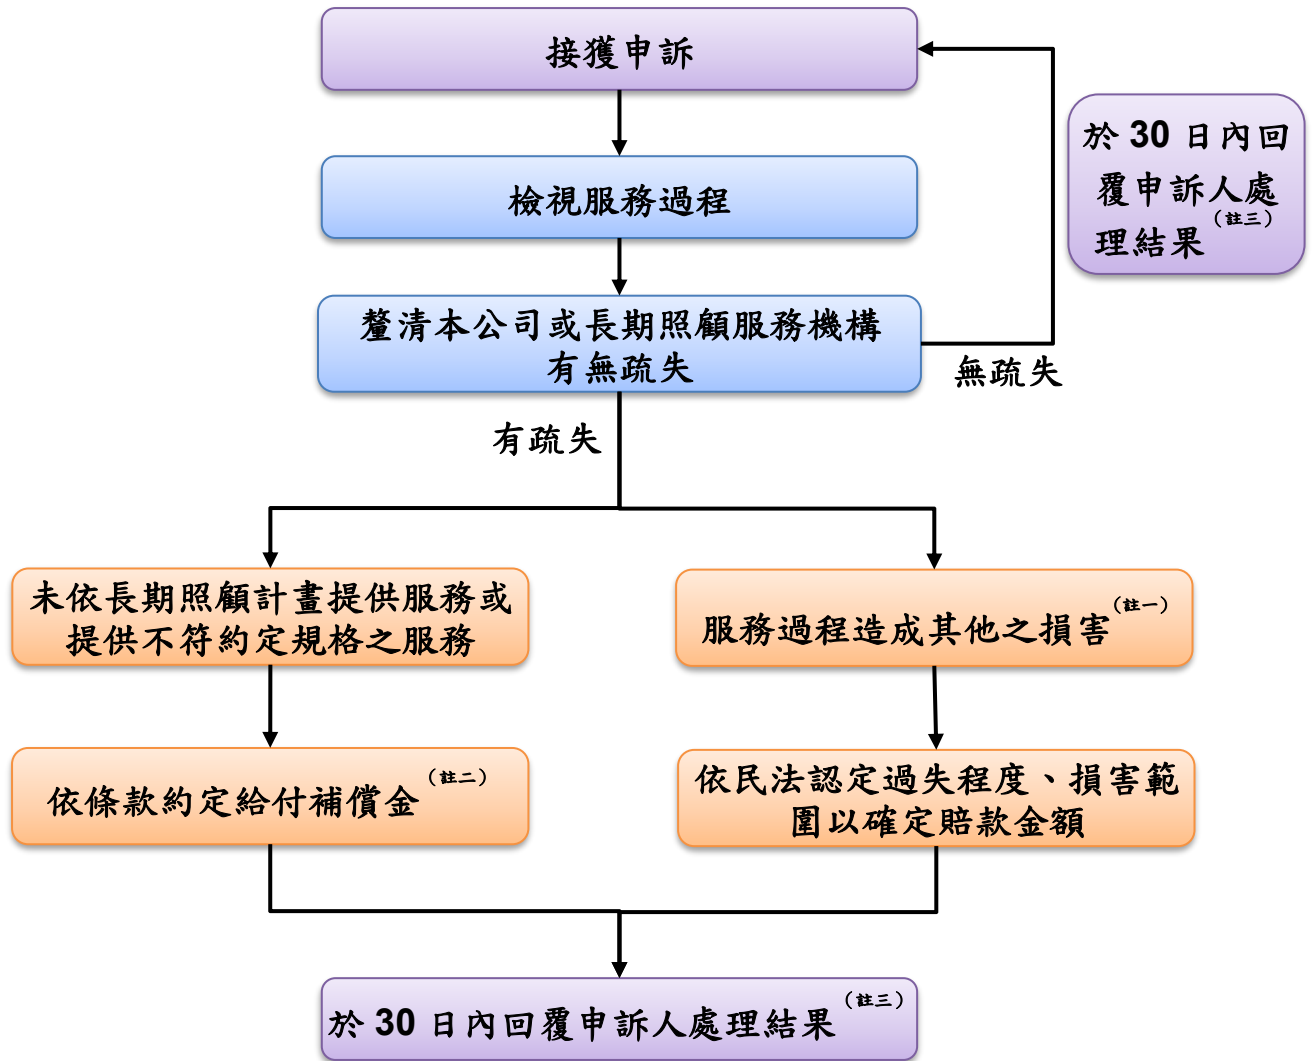 接獲申訴
於 30 日內回
覆申訴人處
理結果（註三）
檢視服務過程
釐清本公司或長期照顧服務機構
有無疏失
無疏失
有疏失
未依長期照顧計畫提供服務或
提供不符約定規格之服務
服務過程造成其他之損害（註一）
依條款約定給付補償金（註二）
依民法認定過失程度、損害範
圍以確定賠款金額
於 30 日內回覆申訴人處理結果（註三）